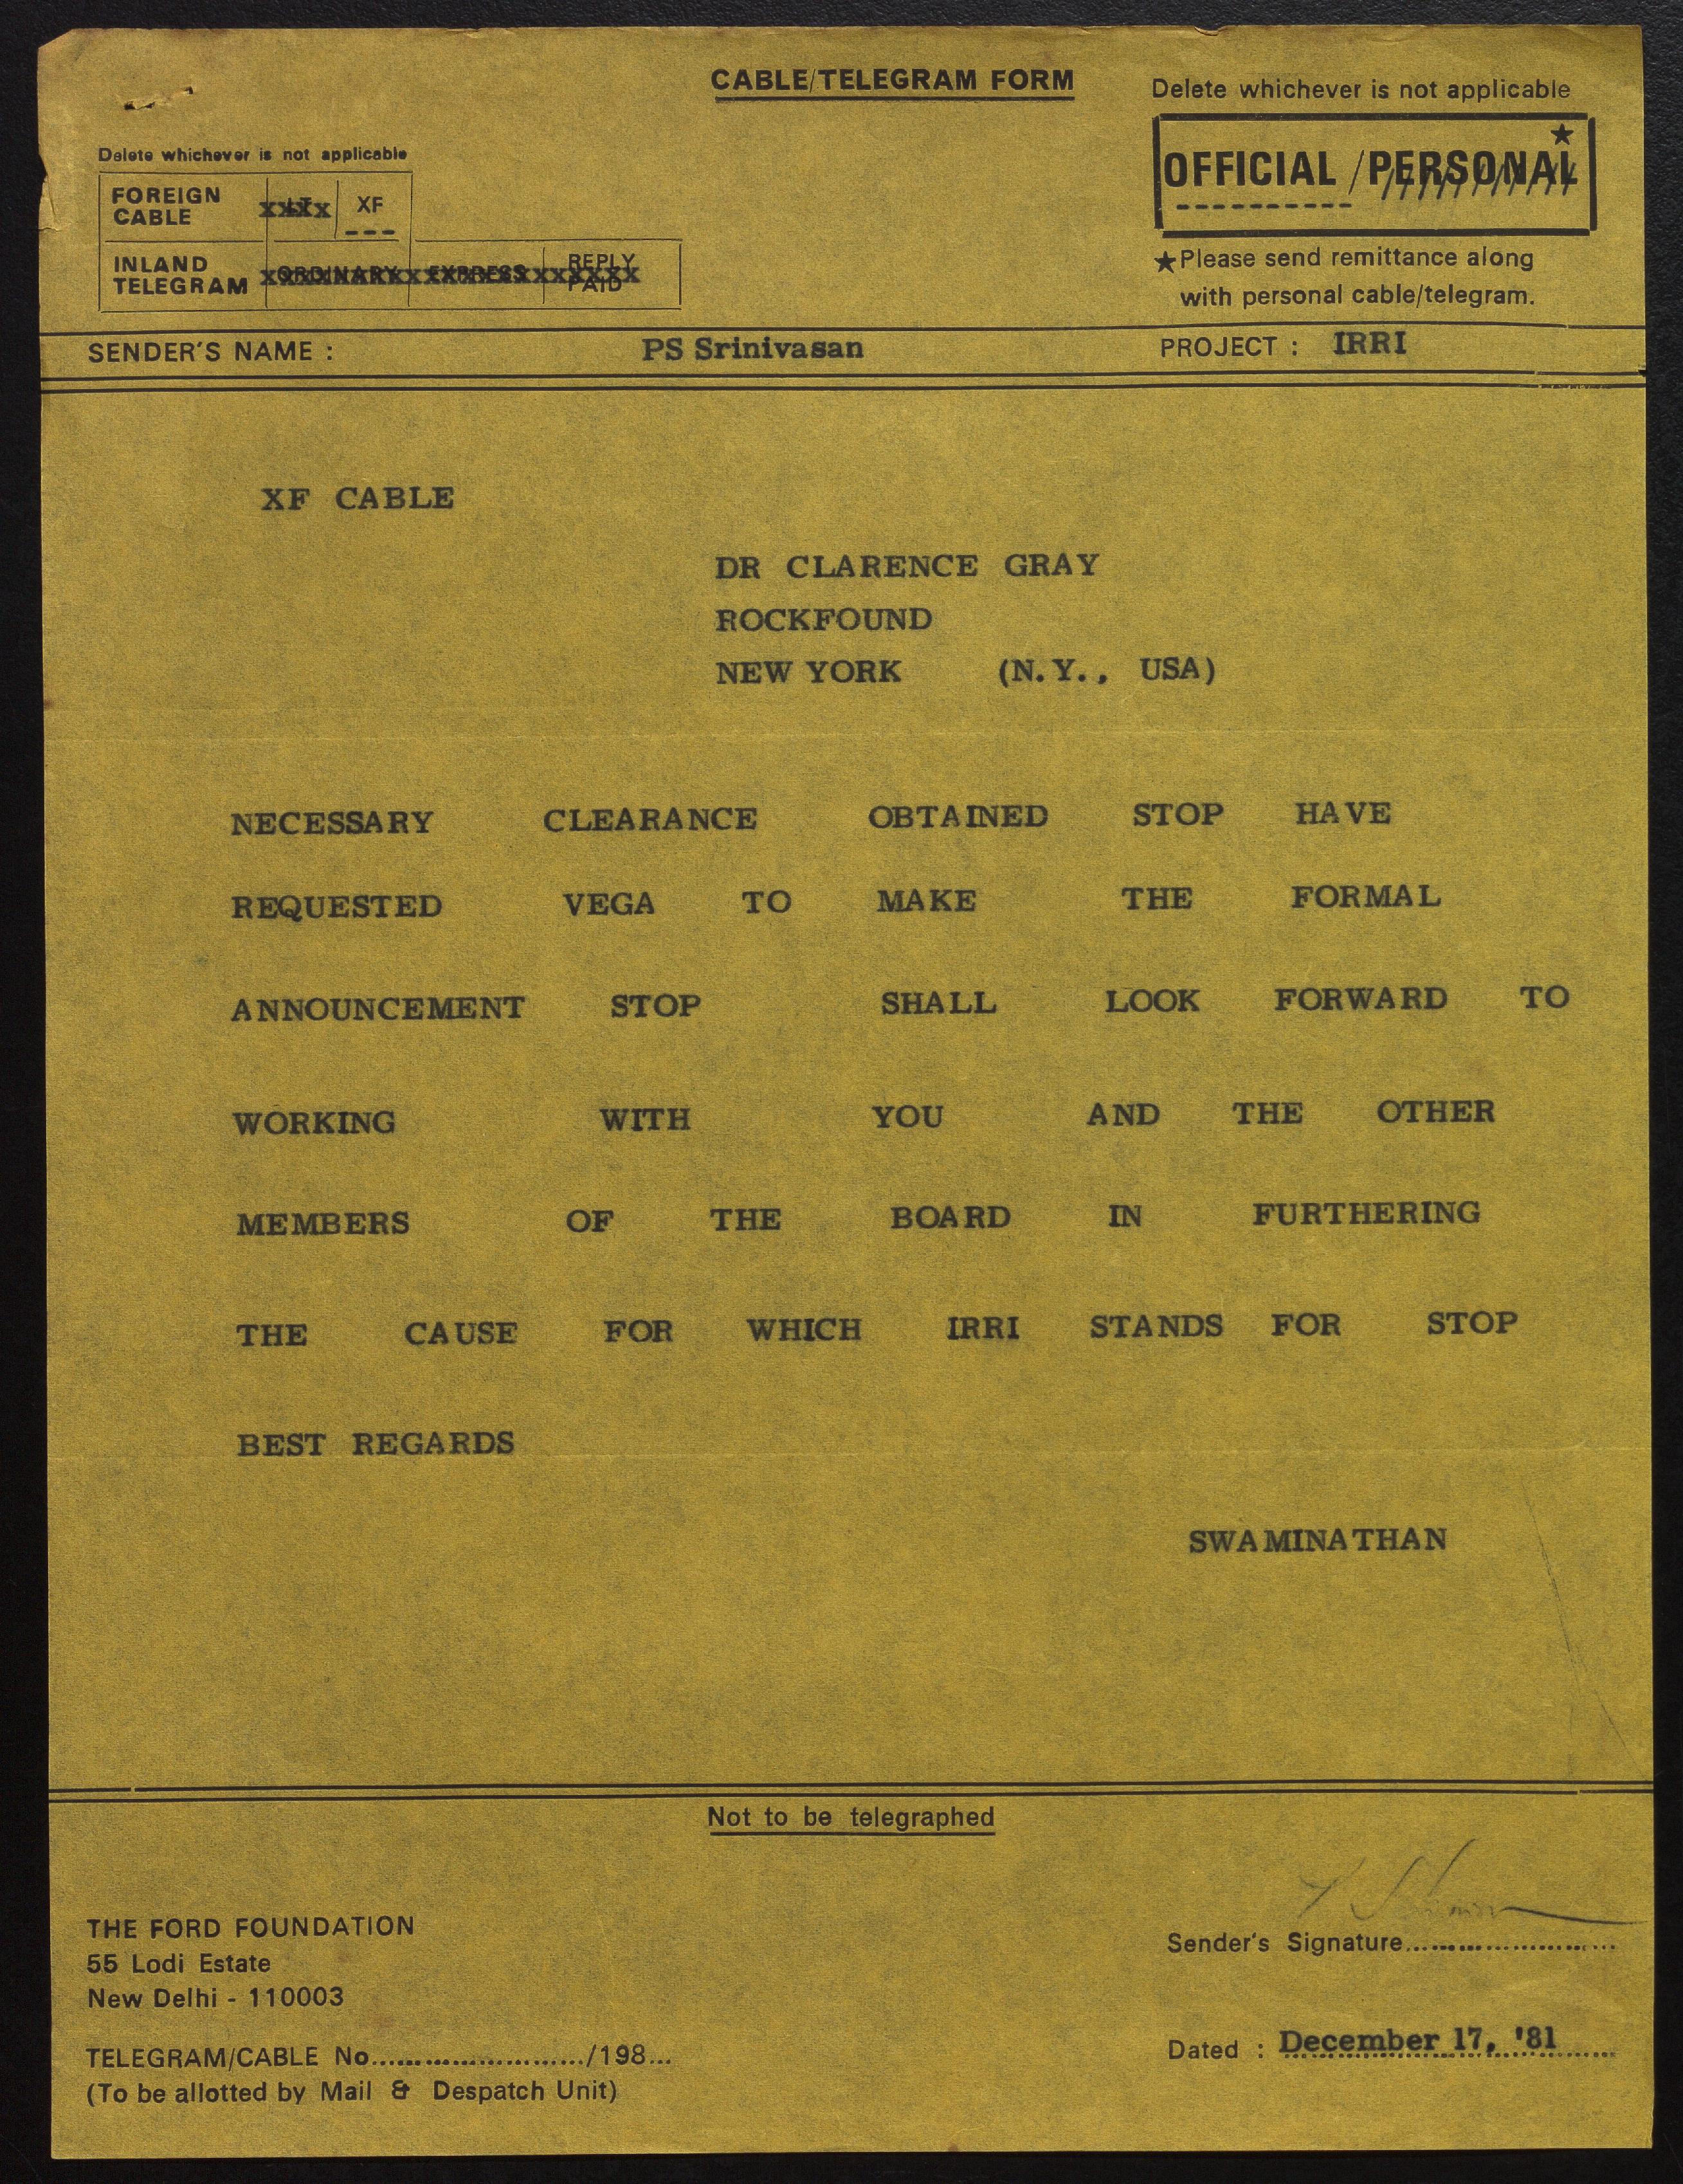 CABLE/TELEGRAM FORM
Delete whichever is not applicable
OFFICIAL / PERSONAL ★
★ Please send remittance along
with personal cable/telegram.
Delete whichever is not applicable
FOREIGN CABLE LT XF
INLAND TELEGRAM ORDINARY EXPRESS REPLY PAID
SENDER'S NAME : PS Srinivasan PROJECT : IRRI
XF CABLE
DR CLARENCE GRAY
ROCKFOUND
NEW YORK (N.Y., USA)
NECESSARY CLEARANCE OBTAINED STOP HAVE
REQUESTED VEGA TO MAKE THE FORMAL
ANNOUNCEMENT STOP SHALL LOOK FORWARD TO
WORKING WITH YOU AND THE OTHER
MEMBERS OF THE BOARD IN FURTHERING
THE CAUSE FOR WHICH IRRI STANDS FOR STOP
BEST REGARDS
SWAMINATHAN
Not to be telegraphed
THE FORD FOUNDATION
55 Lodi Estate
New Delhi - 110003
TELEGRAM/CABLE No......................../198...
(To be allotted by Mail & Despatch Unit)
Sender's Signature........................
Dated : December 17, '81